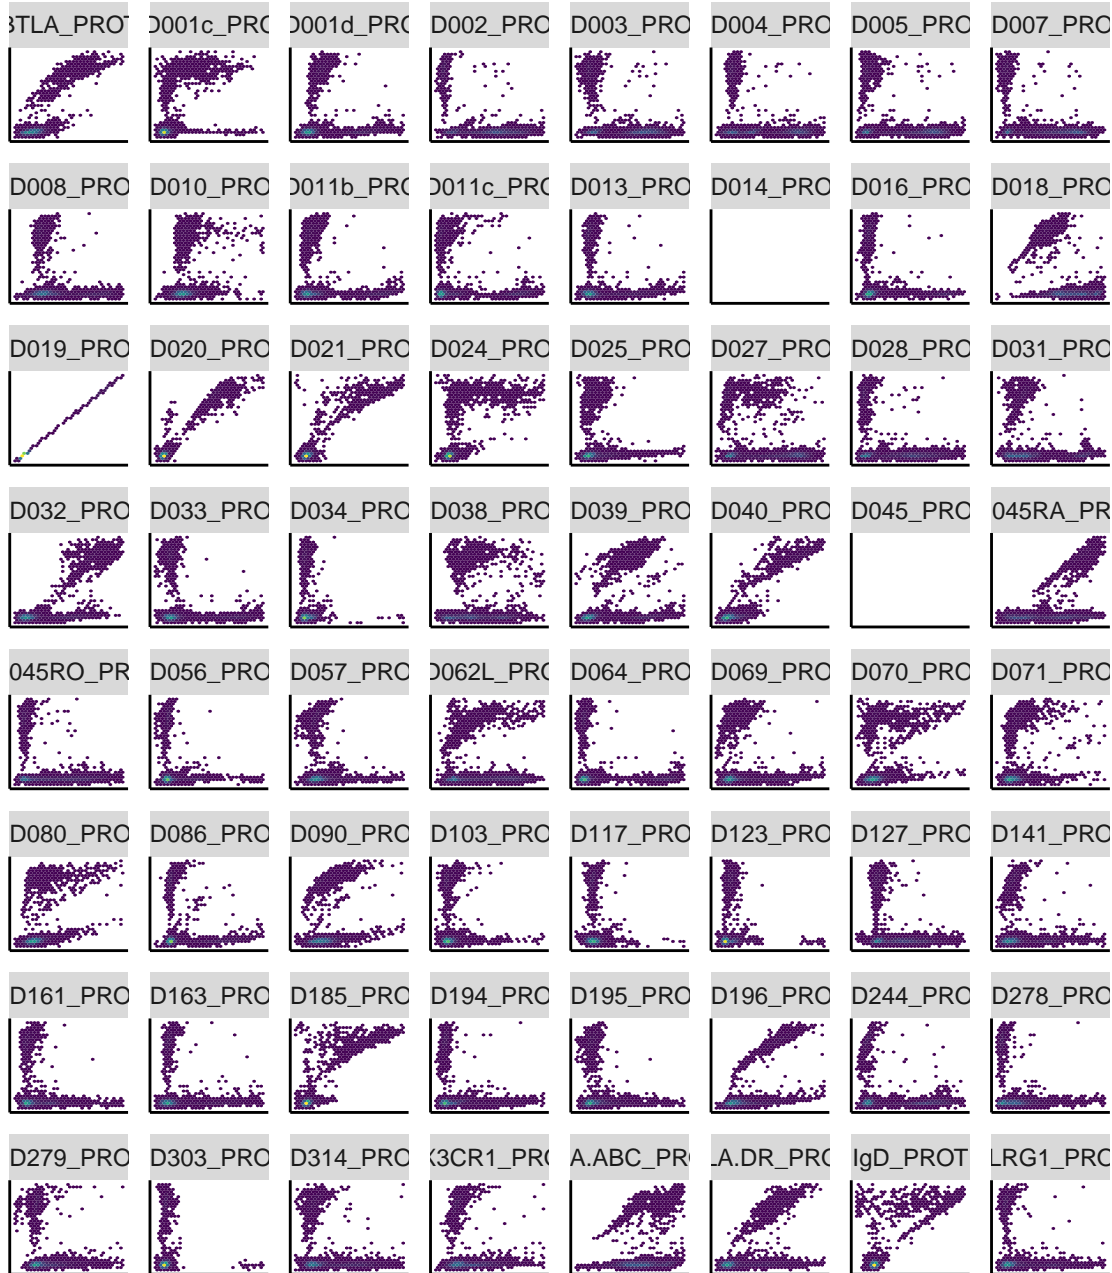 BTLA_PROT D001c_PRO D001d_PRO D002_PRO D003_PRO D004_PRO D005_PRO D007_PRO
D008_PRO D010_PRO D011b_PRO D011c_PRO D013_PRO D014_PRO D016_PRO D018_PRO
D019_PRO D020_PRO D021_PRO D024_PRO D025_PRO D027_PRO D028_PRO D031_PRO
D032_PRO D033_PRO D034_PRO D038_PRO D039_PRO D040_PRO D045_PRO 045RA_PR
045RO_PR D056_PRO D057_PRO D062L_PRO D064_PRO D069_PRO D070_PRO D071_PRO
D080_PRO D086_PRO D090_PRO D103_PRO D117_PRO D123_PRO D127_PRO D141_PRO
D161_PRO D163_PRO D185_PRO D194_PRO D195_PRO D196_PRO D244_PRO D278_PRO
D279_PRO D303_PRO D314_PRO X3CR1_PRO A.ABC_PRO LA.DR_PRO IgD_PROT LRG1_PRO